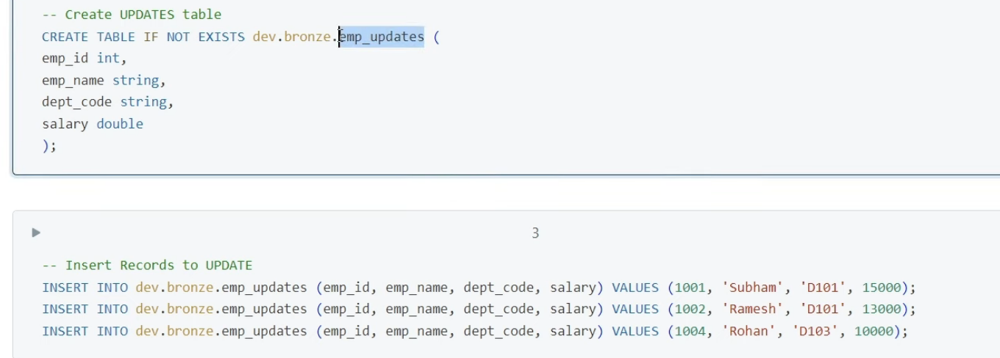 -- Create UPDATES table
CREATE TABLE IF NOT EXISTS dev.bronze.emp_updates (
emp_id int,
emp_name string,
dept_code string,
salary double
);
3
-- Insert Records to UPDATE
INSERT INTO dev.bronze.emp_updates (emp_id, emp_name, dept_code, salary) VALUES (1001, 'Subham', 'D101', 15000);
INSERT INTO dev.bronze.emp_updates (emp_id, emp_name, dept_code, salary) VALUES (1002, 'Ramesh', 'D101', 13000);
INSERT INTO dev.bronze.emp_updates (emp_id, emp_name, dept_code, salary) VALUES (1004, 'Rohan', 'D103', 10000);